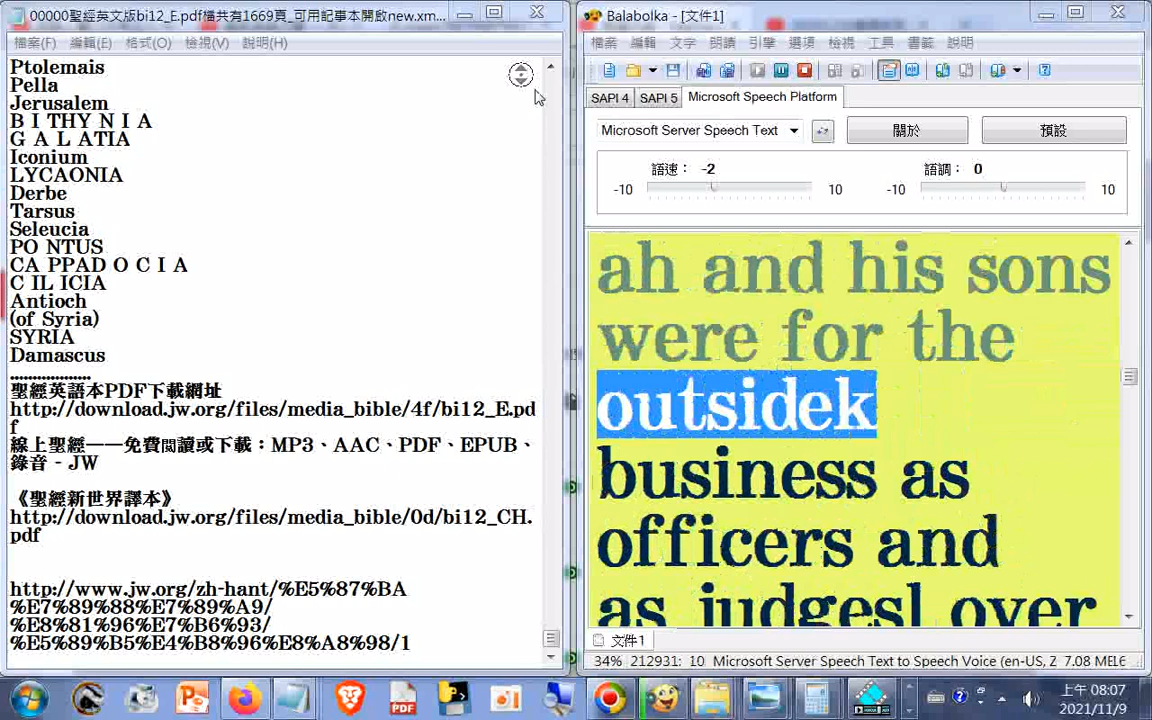 00000聖經英文版bi12_E.pdf檔共有1669頁_可用記事本開啟new.xm...
檔案(F) 編輯(E) 格式(O) 檢視(V) 說明(H)
Ptolemais
Pella
Jerusalem
B I THY N I A
G A L ATIA
Iconium
LYCAONIA
Derbe
Tarsus
Seleucia
PO NTUS
CA PPAD O C I A
C IL ICIA
Antioch
(of Syria)
SYRIA
Damascus
..................
聖經英語本PDF下載網址
http://download.jw.org/files/media_bible/4f/bi12_E.pd
f
線上聖經——免費閱讀或下載：MP3、AAC、PDF、EPUB、
錄音 - JW
《聖經新世界譯本》
http://download.jw.org/files/media_bible/0d/bi12_CH.
pdf
http://www.jw.org/zh-hant/%E5%87%BA
%E7%89%88%E7%89%A9/
%E8%81%96%E7%B6%93/
%E5%89%B5%E4%B8%96%E8%A8%98/1
Balabolka - [文件1]
檔案 編輯 文字 朗讀 引擎 選項 檢視 工具 書籤 說明
SAPI 4 SAPI 5 Microsoft Speech Platform
Microsoft Server Speech Text 關於 預設
語速： -2 語調： 0
-10 10 -10 10
ah and his sons
were for the
outsidek
business as
officers and
as judgesl over
文件1
34% 212931: 10 Microsoft Server Speech Text to Speech Voice (en-US, Z 7.08 МБ
PDF
上午 08:07
2021/11/9